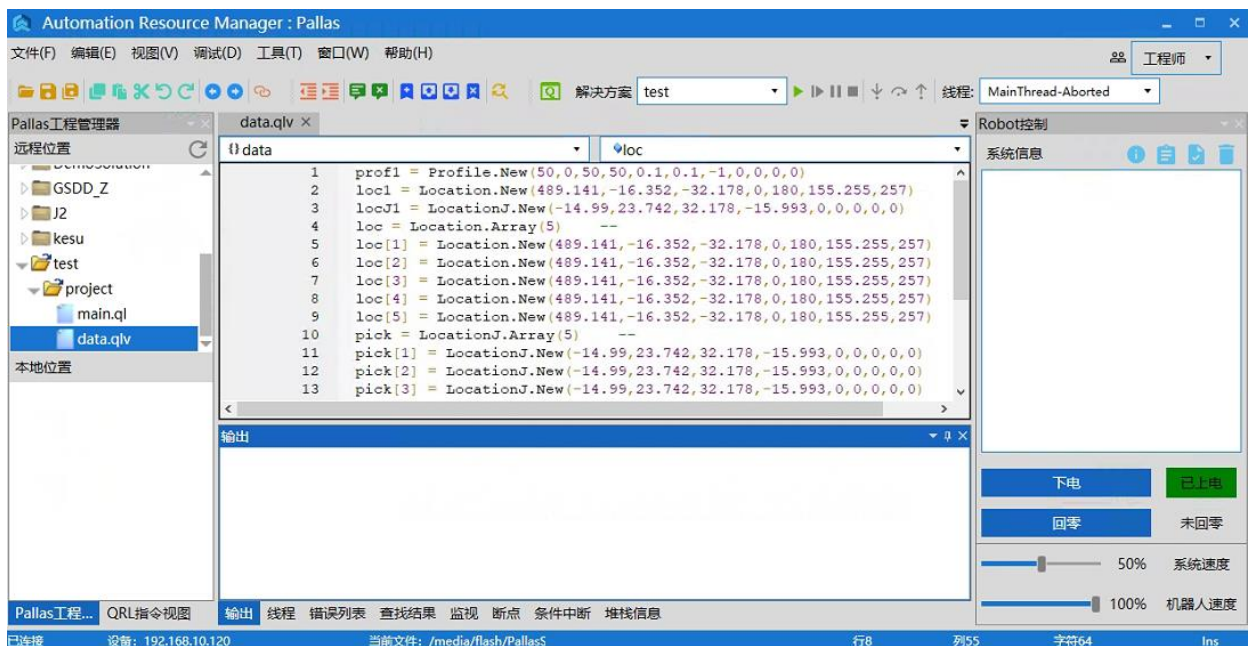 Automation Resource Manager : Pallas
文件(F) 编辑(E) 视图(V) 调试(D) 工具(T) 窗口(W) 帮助(H)
工程师
解决方案 test
线程: MainThread-Aborted
Pallas工程管理器
远程位置
DemoSolution
GSDD_Z
J2
kesu
test
project
main.ql
data.qlv
本地位置
Pallas工程... QRL指令视图
data.qlv ×
{} data
loc
1 prof1 = Profile.New(50,0,50,50,0.1,0.1,-1,0,0,0,0)
2 loc1 = Location.New(489.141,-16.352,-32.178,0,180,155.255,257)
3 locJ1 = LocationJ.New(-14.99,23.742,32.178,-15.993,0,0,0,0,0)
4 loc = Location.Array(5) --
5 loc[1] = Location.New(489.141,-16.352,-32.178,0,180,155.255,257)
6 loc[2] = Location.New(489.141,-16.352,-32.178,0,180,155.255,257)
7 loc[3] = Location.New(489.141,-16.352,-32.178,0,180,155.255,257)
8 loc[4] = Location.New(489.141,-16.352,-32.178,0,180,155.255,257)
9 loc[5] = Location.New(489.141,-16.352,-32.178,0,180,155.255,257)
10 pick = LocationJ.Array(5) --
11 pick[1] = LocationJ.New(-14.99,23.742,32.178,-15.993,0,0,0,0,0)
12 pick[2] = LocationJ.New(-14.99,23.742,32.178,-15.993,0,0,0,0,0)
13 pick[3] = LocationJ.New(-14.99,23.742,32.178,-15.993,0,0,0,0,0)
输出
输出 线程 错误列表 查找结果 监视 断点 条件中断 堆栈信息
Robot控制
系统信息
下电 已上电
回零 未回零
50% 系统速度
100% 机器人速度
已连接 设备: 192.168.10.120 当前文件: /media/flash/PallasS 行8 列55 字符64 Ins